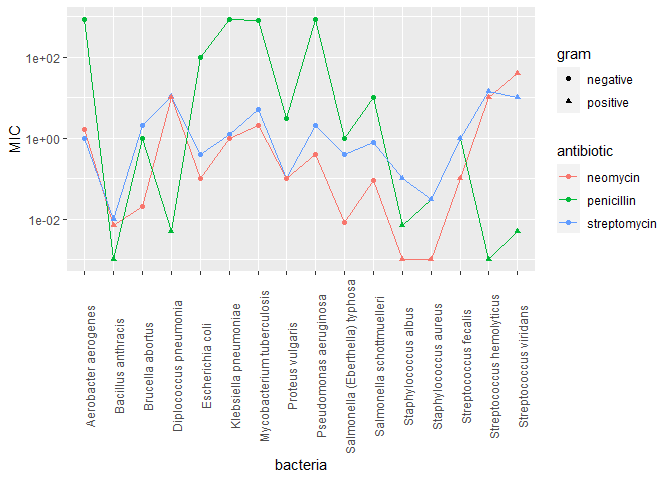 1e+02
1e+00
1e-02
MIC
Aerobacter aerogenes
Bacillus anthracis
Brucella abortus
Diplococcus pneumonia
Escherichia coli
Klebsiella pneumoniae
Mycobacterium tuberculosis
Proteus vulgaris
Pseudomonas aeruginosa
Salmonella (Eberthella) typhosa
Salmonella schottmuelleri
Staphylococcus albus
Staphylococcus aureus
Streptococcus fecalis
Streptococcus hemolyticus
Streptococcus viridans
bacteria
gram
negative
positive
antibiotic
neomycin
penicillin
streptomycin